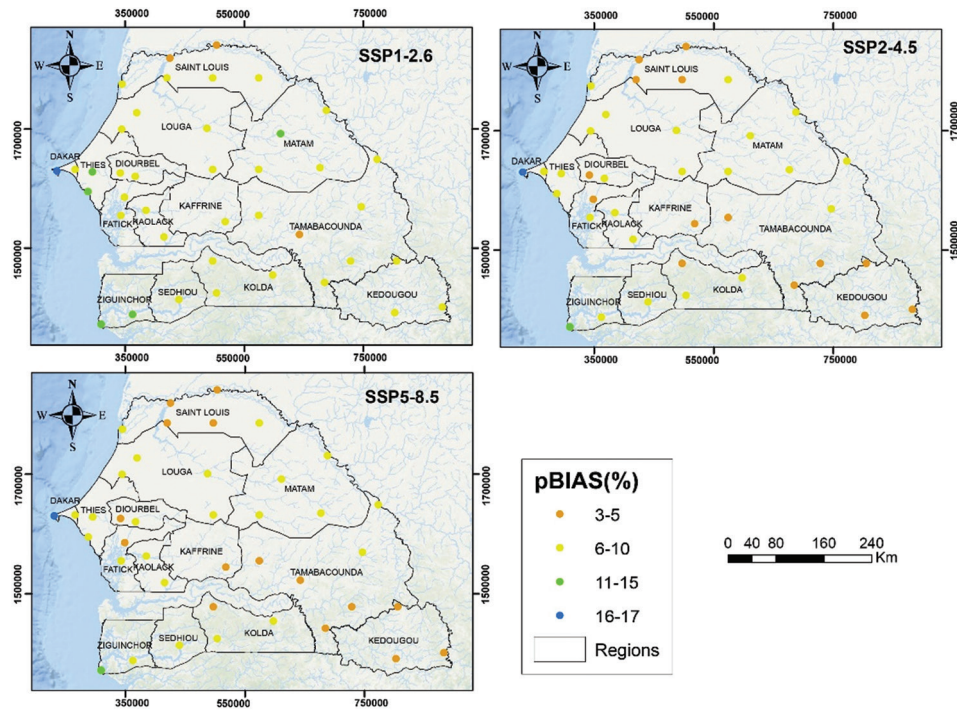 350000 550000 750000
350000 550000 750000
N
W E
S
SSP1-2.6
SAINT LOUIS
LOUGA
MATAM
DAKAR
THIES
DIOURBEL
KAFFRINE
FATICK
KAOLACK
TAMABACOUNDA
ZIGUINCHOR
SEDHIOU
KOLDA
KEDOUGOU
1700000
1500000
N
W E
S
SSP2-4.5
SAINT LOUIS
LOUGA
MATAM
DAKAR
THIES
DIOURBEL
KAFFRINE
FATICK
KAOLACK
TAMABACOUNDA
ZIGUINCHOR
SEDHIOU
KOLDA
KEDOUGOU
1700000
1500000
350000 550000 750000
350000 550000 750000
N
W E
S
SSP5-8.5
SAINT LOUIS
LOUGA
MATAM
DAKAR
THIES
DIOURBEL
KAFFRINE
FATICK
KAOLACK
TAMABACOUNDA
ZIGUINCHOR
SEDHIOU
KOLDA
KEDOUGOU
1700000
1500000
350000 550000 750000
pBIAS(%)
3-5
6-10
11-15
16-17
Regions
0 40 80 160 240
Km